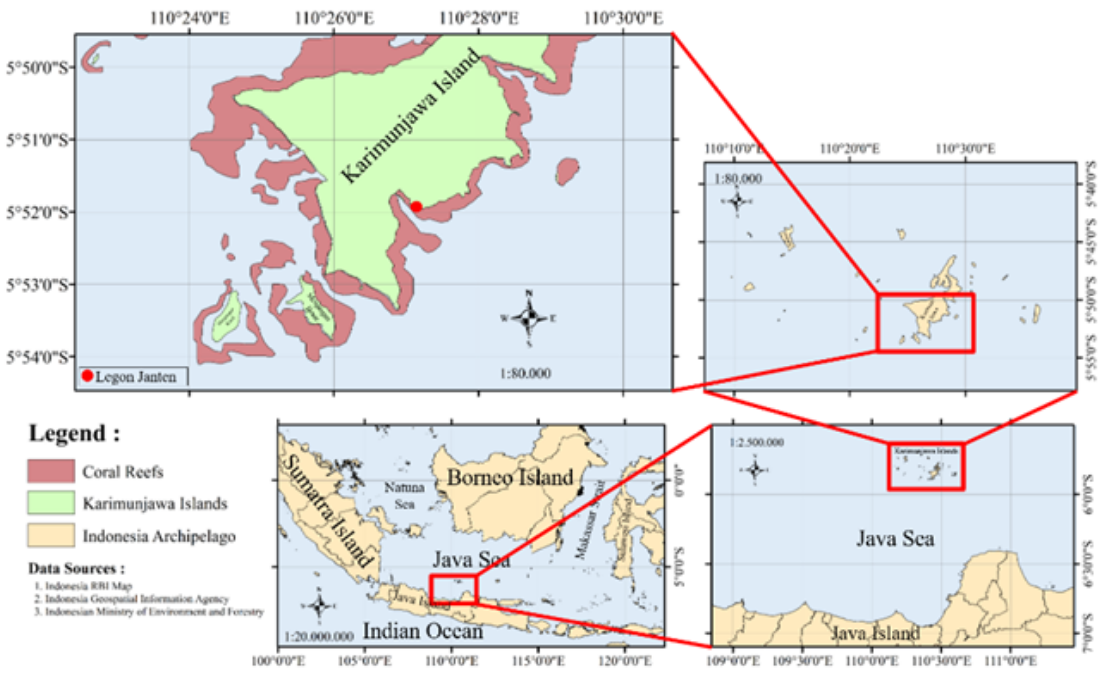 110°24'0"E 110°26'0"E 110°28'0"E 110°30'0"E
5°50'0"S
5°51'0"S
5°52'0"S
5°53'0"S
5°54'0"S
Karimunjawa Island
N
W E
S
1:80.000
Legon Janten
110°10'0"E 110°20'0"E 110°30'0"E
1:80.000
5°40'0"S
5°45'0"S
5°50'0"S
5°55'0"S
Legend :
Coral Reefs
Karimunjawa Islands
Indonesia Archipelago
Data Sources :
1. Indonesia RBI Map
2. Indonesia Geospatial Information Agency
3. Indonesian Ministry of Environment and Forestry
Sumatra Island
Natuna
Sea
Borneo Island
Makassar Strait
Java Sea
Java Island
Indian Ocean
1:20.000.000
0°0'0"
5°0'0"S
100°0'0"E 105°0'0"E 110°0'0"E 115°0'0"E 120°0'0"E
1:2.500.000
Karimunjawa Islands
Java Sea
Java Island
6°0'0"S
6°30'0"S
7°0'0"S
109°0'0"E 109°30'0"E 110°0'0"E 110°30'0"E 111°0'0"E